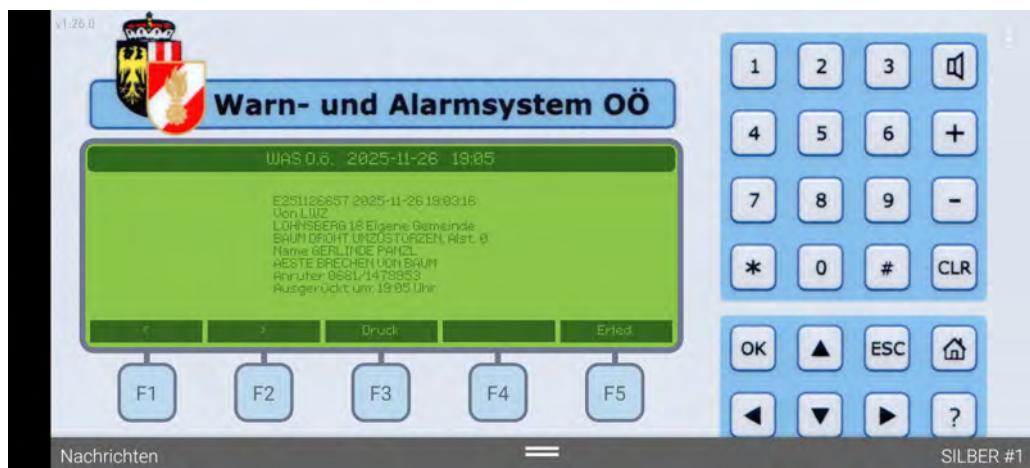 v1.26.0
Warn- und Alarmsystem OÖ
WAS O.ö. 2025-11-26 19:05
E251126657 2025-11-26 19:03:16
Von LWZ
LOHNSBERG 18 Eigene Gemeinde
BAUM DROHT UMZUSTÜRZEN, Alst. 0
Name GERLINDE PANZL
AESTE BRECHEN VON BAUM
Anrufer 0681/1478953
Ausgerückt um: 19:05 Uhr
< > Druck Erled.
F1 F2 F3 F4 F5
1 2 3
4 5 6 +
7 8 9 -
* 0 # CLR
OK ▲ ESC
◀ ▼ ▶ ?
Nachrichten
SILBER #1